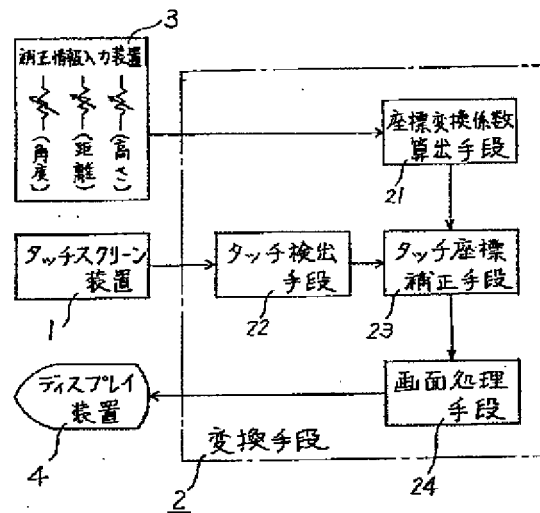 3
補正情報入力装置
(角度)
(距離)
(高さ)
座標変換係数
算出手段
21
タッチスクリーン
装置
1
タッチ検出
手段
22
タッチ座標
補正手段
23
ディスプレイ
装置
4
画面処理
手段
24
変換手段
2